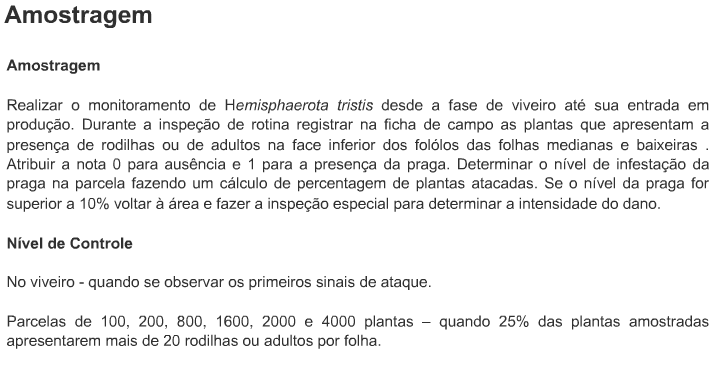 Amostragem
Amostragem
Realizar o monitoramento de Hemisphaerota tristis desde a fase de viveiro até sua entrada em
produção. Durante a inspeção de rotina registrar na ficha de campo as plantas que apresentam a
presença de rodilhas ou de adultos na face inferior dos folólos das folhas medianas e baixeiras .
Atribuir a nota 0 para ausência e 1 para a presença da praga. Determinar o nível de infestação da
praga na parcela fazendo um cálculo de percentagem de plantas atacadas. Se o nível da praga for
superior a 10% voltar à área e fazer a inspeção especial para determinar a intensidade do dano.
Nível de Controle
No viveiro - quando se observar os primeiros sinais de ataque.
Parcelas de 100, 200, 800, 1600, 2000 e 4000 plantas – quando 25% das plantas amostradas
apresentarem mais de 20 rodilhas ou adultos por folha.